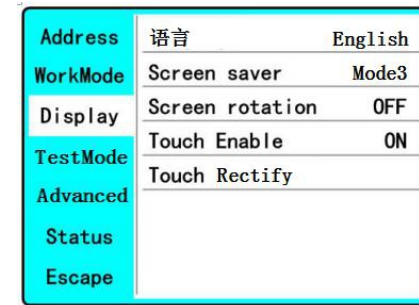 Address
WorkMode
Display
TestMode
Advanced
Status
Escape
语言 English
Screen saver Mode3
Screen rotation OFF
Touch Enable ON
Touch Rectify